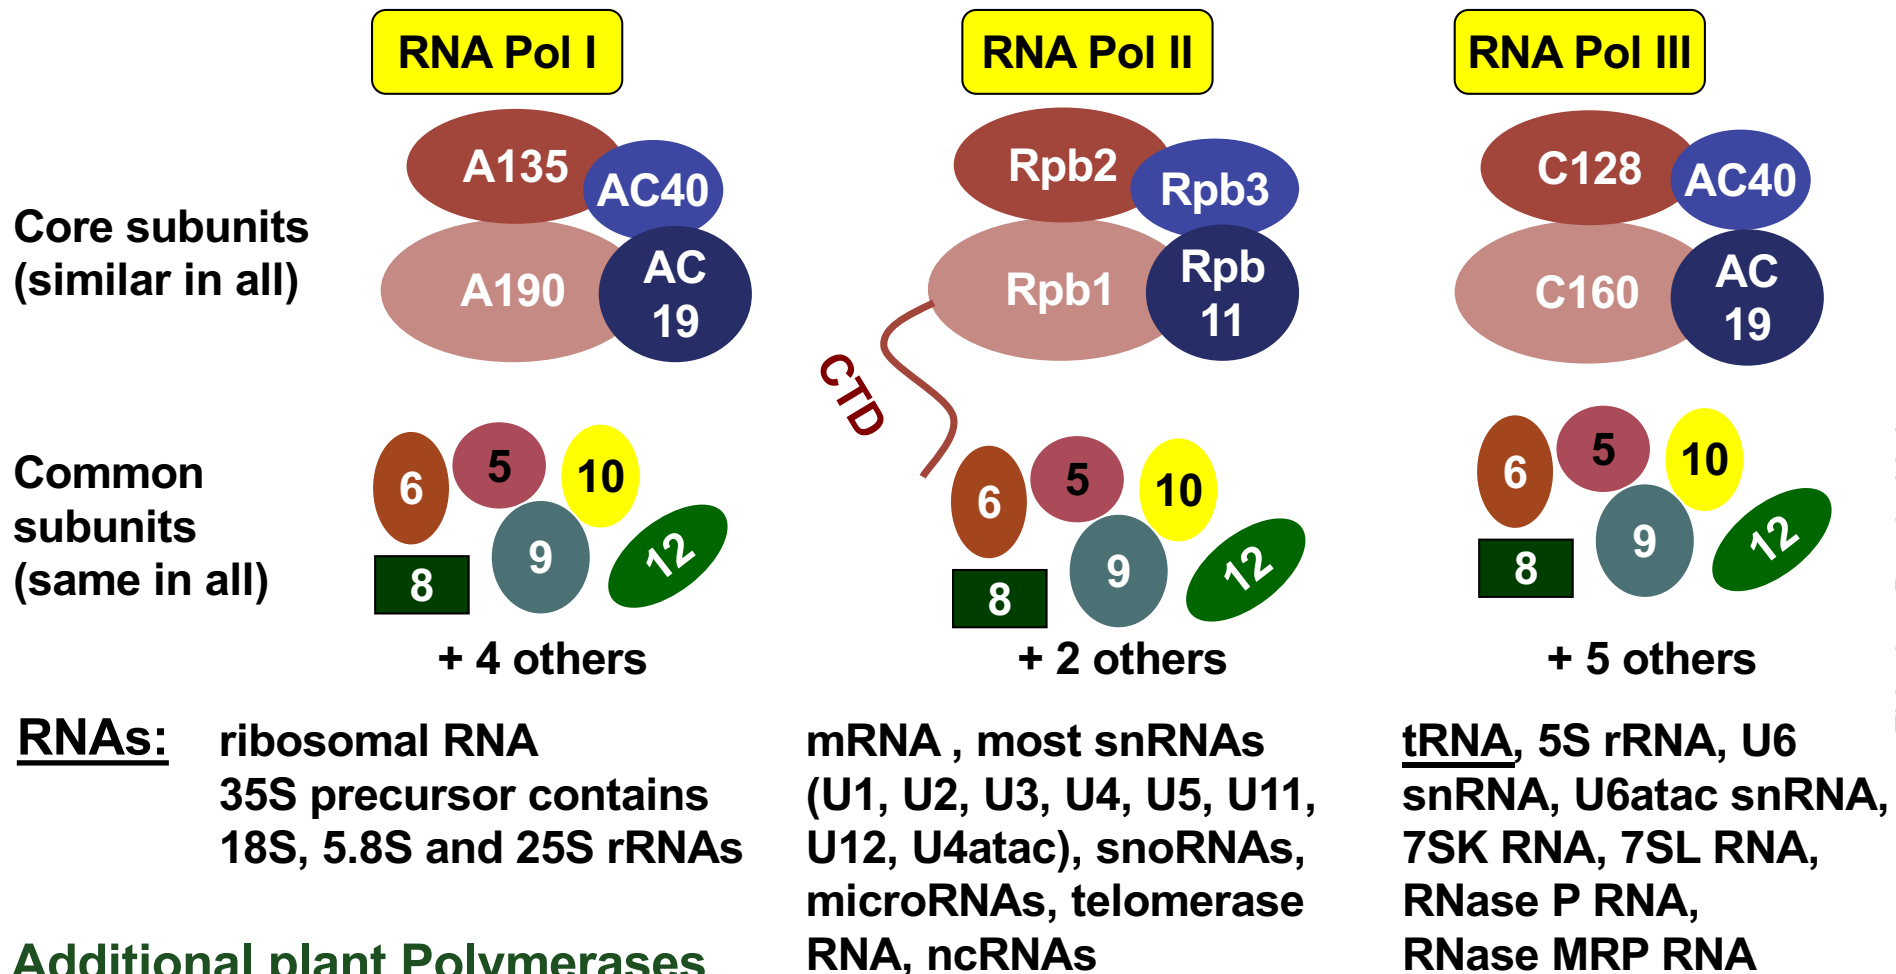 RNA Pol I
RNA Pol II
RNA Pol III
Core subunits
(similar in all)
A135
AC40
A190
AC
19
Rpb2
Rpb3
Rpb1
Rpb
11
CTD
C128
AC40
C160
AC
19
Common
subunits
(same in all)
6
5
10
9
8
12
+ 4 others
6
5
10
9
8
12
+ 2 others
6
5
10
9
8
12
+ 5 others
RNAs:
ribosomal RNA
35S precursor contains
18S, 5.8S and 25S rRNAs
mRNA , most snRNAs
(U1, U2, U3, U4, U5, U11,
U12, U4atac), snoRNAs,
microRNAs, telomerase
RNA, ncRNAs
tRNA, 5S rRNA, U6
snRNA, U6atac snRNA,
7SK RNA, 7SL RNA,
RNase P RNA,
RNase MRP RNA
Additional plant Polymerases